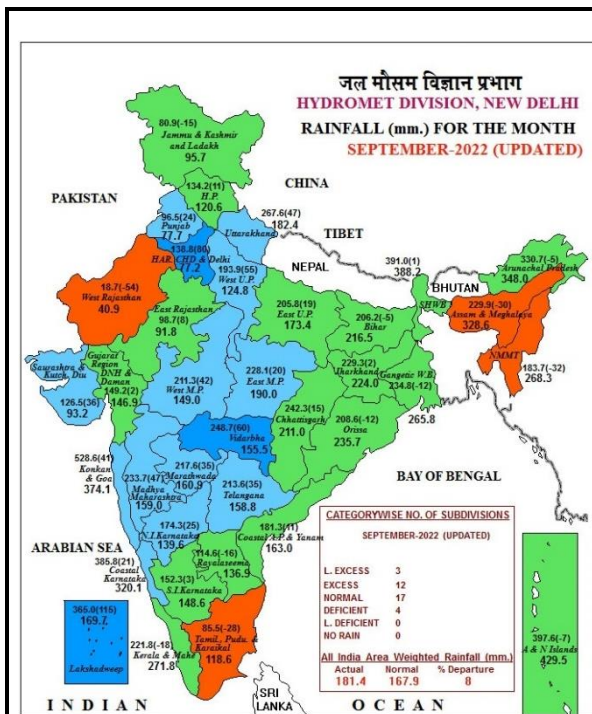 जल मौसम विज्ञान प्रभाग
HYDROMET DIVISION, NEW DELHI
RAINFALL (mm.) FOR THE MONTH
SEPTEMBER-2022 (UPDATED)
80.9(-15)
Jammu & Kashmir
and Ladakh
95.7
CHINA
PAKISTAN
134.2(11)
H.P.
120.6
96.5(24)
Punjab
77.7
Uttarakhand
267.6(47)
182.4
TIBET
138.8(80)
HAR. CHD & Delhi
77.2
193.9(55)
West U.P.
124.8
NEPAL
391.0(1)
388.2
SHWB
BHUTAN
330.7(-5)
Arunachal Pradesh
348.0
18.7(-54)
West Rajasthan
40.9
East Rajasthan
98.7(8)
91.8
205.8(19)
East U.P.
173.4
206.2(-5)
Bihar
216.5
229.9(-30)
Assam & Meghalaya
328.6
NMMT
183.7(-32)
268.3
Gujarat
Region
DNH &
Daman
149.2(2)
146.9
Saurashtra &
Kutch, Diu
126.5(36)
93.2
211.3(42)
West M.P.
149.0
228.1(20)
East M.P.
190.0
229.3(2)
Jharkhand
224.0
Gangetic W.B.
234.8(-12)
265.8
242.3(15)
Chhattisgarh
211.0
208.6(-12)
Orissa
235.7
248.7(60)
Vidarbha
155.5
528.6(41)
Konkan
& Goa
374.1
233.7(47)
Madhya
Maharashtra
159.0
217.6(35)
Marathwada
160.9
213.6(35)
Telangana
158.8
BAY OF BENGAL
174.3(25)
N.I.Karnataka
139.6
181.3(11)
Coastal A.P. & Yanam
163.0
ARABIAN SEA
385.8(21)
Coastal
Karnataka
320.1
114.6(-16)
Rayalaseema
136.9
152.3(3)
S.I.Karnataka
148.6
365.0(115)
169.7
Lakshadweep
221.8(-18)
Kerala & Mahe
271.8
85.5(-28)
Tamil, Pudu. &
Karaikal
118.6
CATEGORYWISE NO. OF SUBDIVISIONS
SEPTEMBER-2022 (UPDATED)
L. EXCESS 3
EXCESS 12
NORMAL 17
DEFICIENT 4
L. DEFICIENT 0
NO RAIN 0
All India Area Weighted Rainfall (mm.)
Actual Normal % Departure
181.4 167.9 8
397.6(-7)
A & N Islands
429.5
SRI
LANKA
INDIAN OCEAN